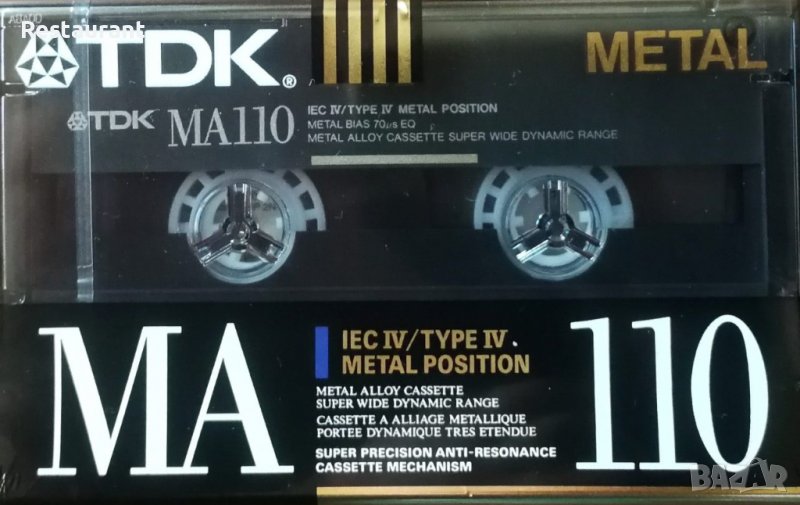 Restaurant
TDK®
METAL
TDK MA110
IEC IV/TYPE IV METAL POSITION
METAL BIAS 70µs EQ
METAL ALLOY CASSETTE SUPER WIDE DYNAMIC RANGE
MA
IEC IV/TYPE IV
METAL POSITION
METAL ALLOY CASSETTE
SUPER WIDE DYNAMIC RANGE
CASSETTE A ALLIAGE METALLIQUE
PORTEE DYNAMIQUE TRES ETENDUE
SUPER PRECISION ANTI-RESONANCE
CASSETTE MECHANISM
110
BAZAR